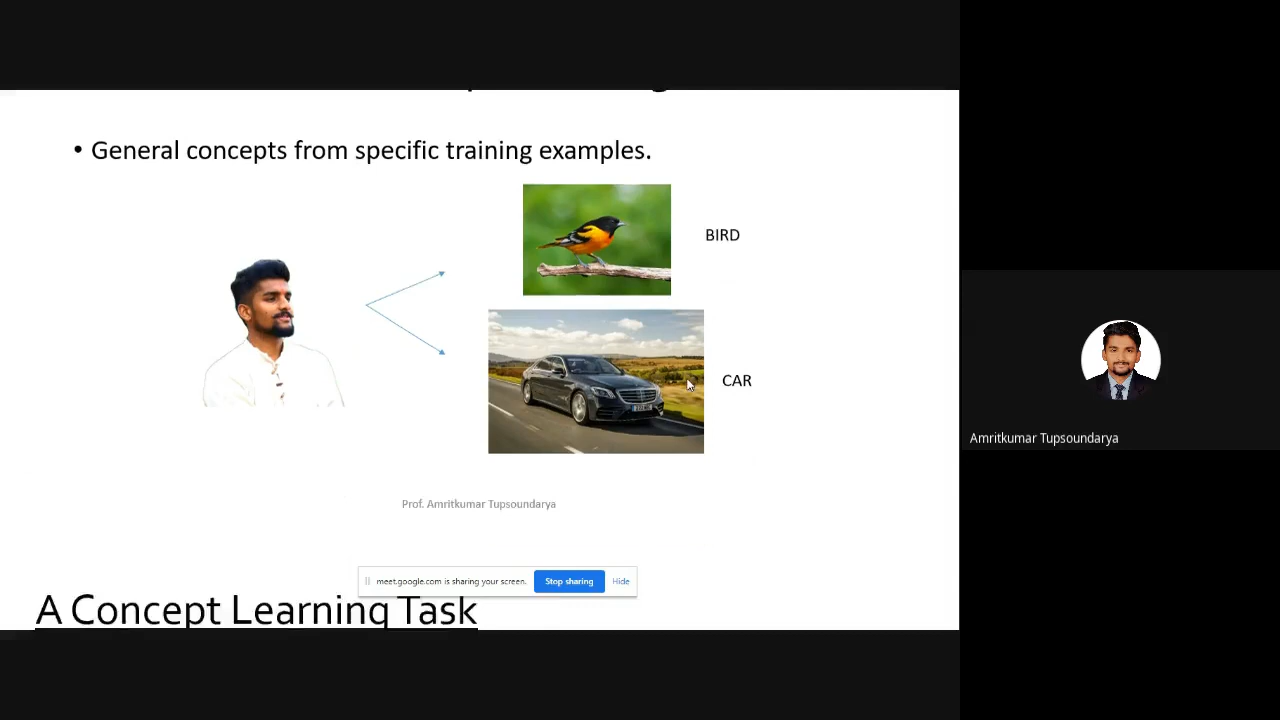 • General concepts from specific training examples.
BIRD
CAR
Prof. Amritkumar Tupsoundarya
meet.google.com is sharing your screen. Stop sharing Hide
A Concept Learning Task
Amritkumar Tupsoundarya